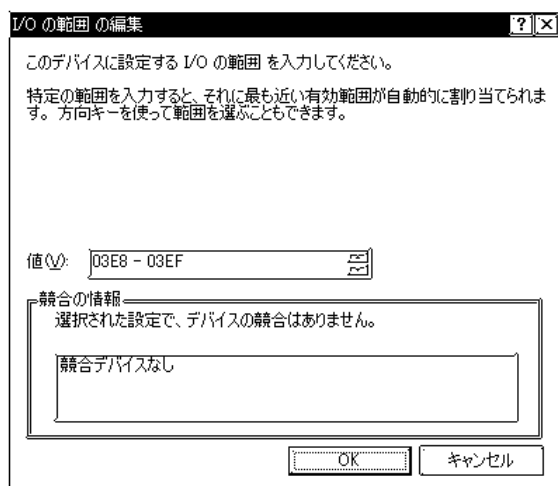 I/O の範囲 の編集
このデバイスに設定する I/O の範囲 を入力してください。
特定の範囲を入力すると、それに最も近い有効範囲が自動的に割り当てられま
す。方向キーを使って範囲を選ぶこともできます。
値(V): 03E8 - 03EF
競合の情報
選択された設定で、デバイスの競合はありません。
競合デバイスなし
OK キャンセル